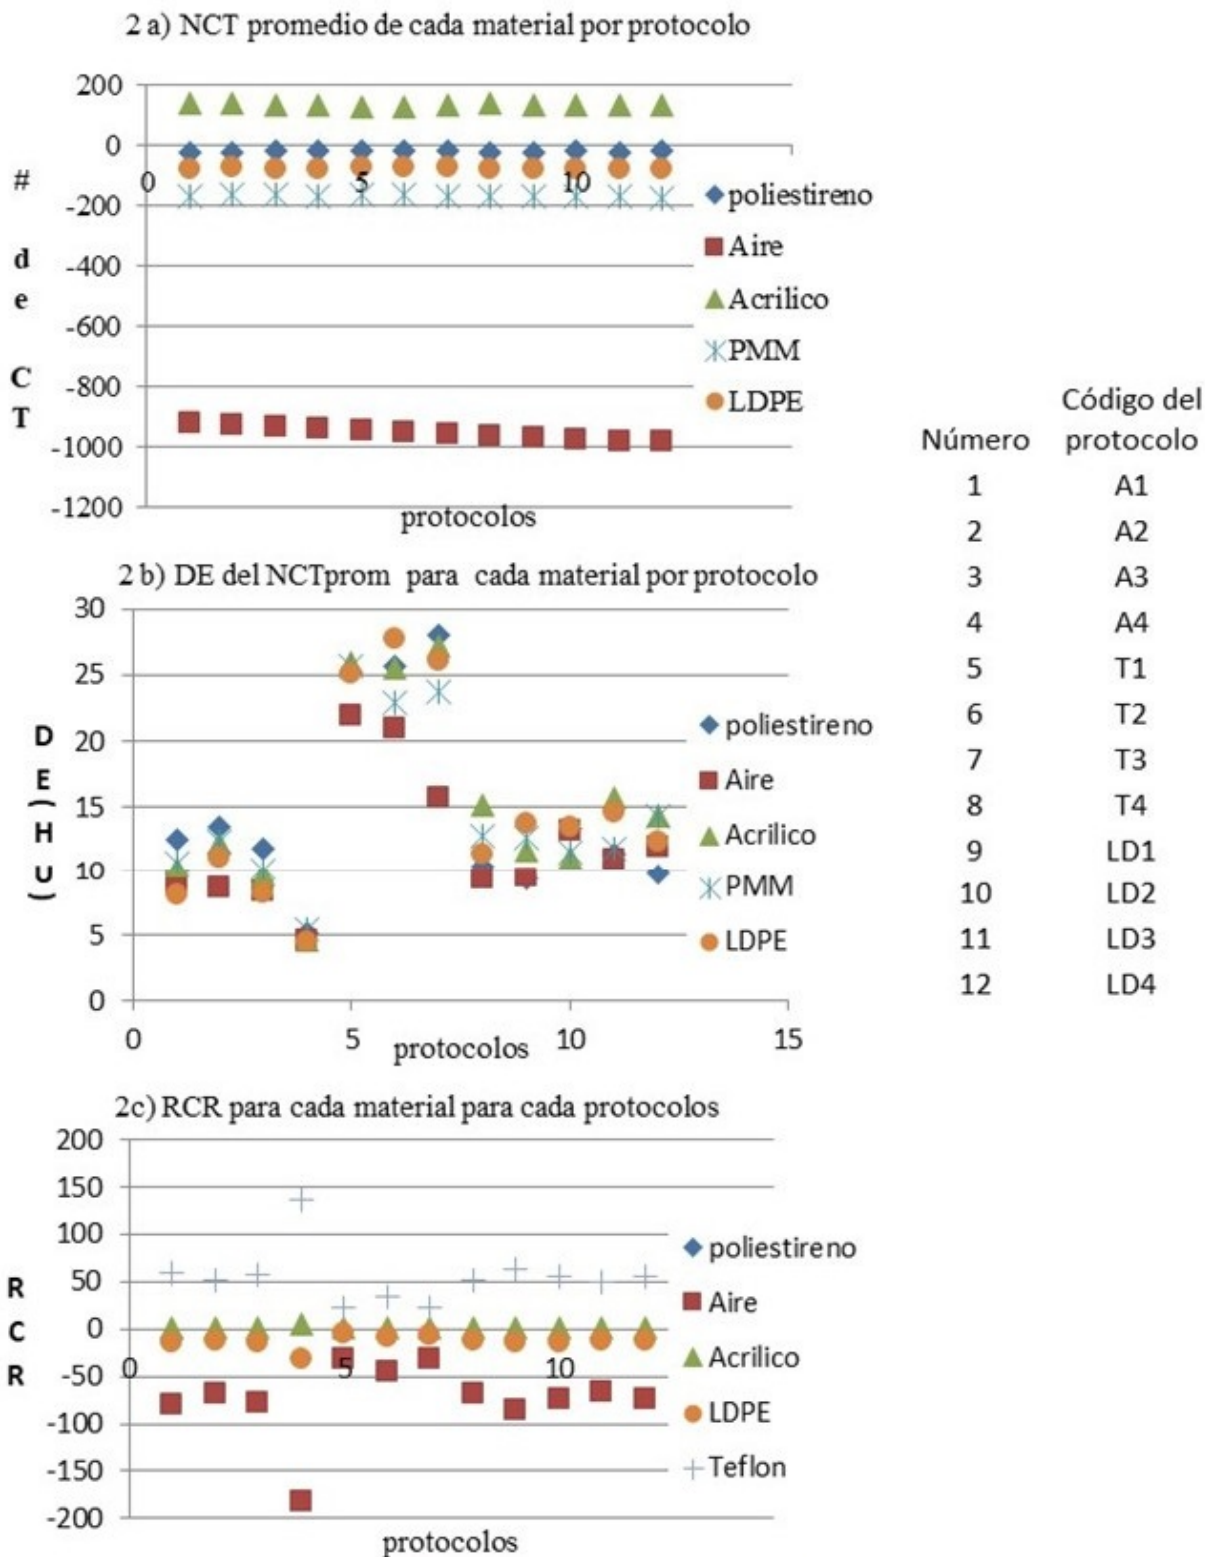 2 a) NCT promedio de cada material por protocolo
200
0
-200
-400
-600
-800
-1000
-1200
0
5
10
# de CT
protocolos
poliestireno
Aire
Acrilico
PMM
LDPE
2 b) DE del NCTprom para cada material por protocolo
30
25
20
15
10
5
0
0
5
10
15
DE)HU(
protocolos
poliestireno
Aire
Acrilico
PMM
LDPE
2c) RCR para cada material para cada protocolos
200
150
100
50
0
-50
-100
-150
-200
0
5
10
RCR
protocolos
poliestireno
Aire
Acrilico
LDPE
Teflon
Número Código del protocolo
1 A1
2 A2
3 A3
4 A4
5 T1
6 T2
7 T3
8 T4
9 LD1
10 LD2
11 LD3
12 LD4